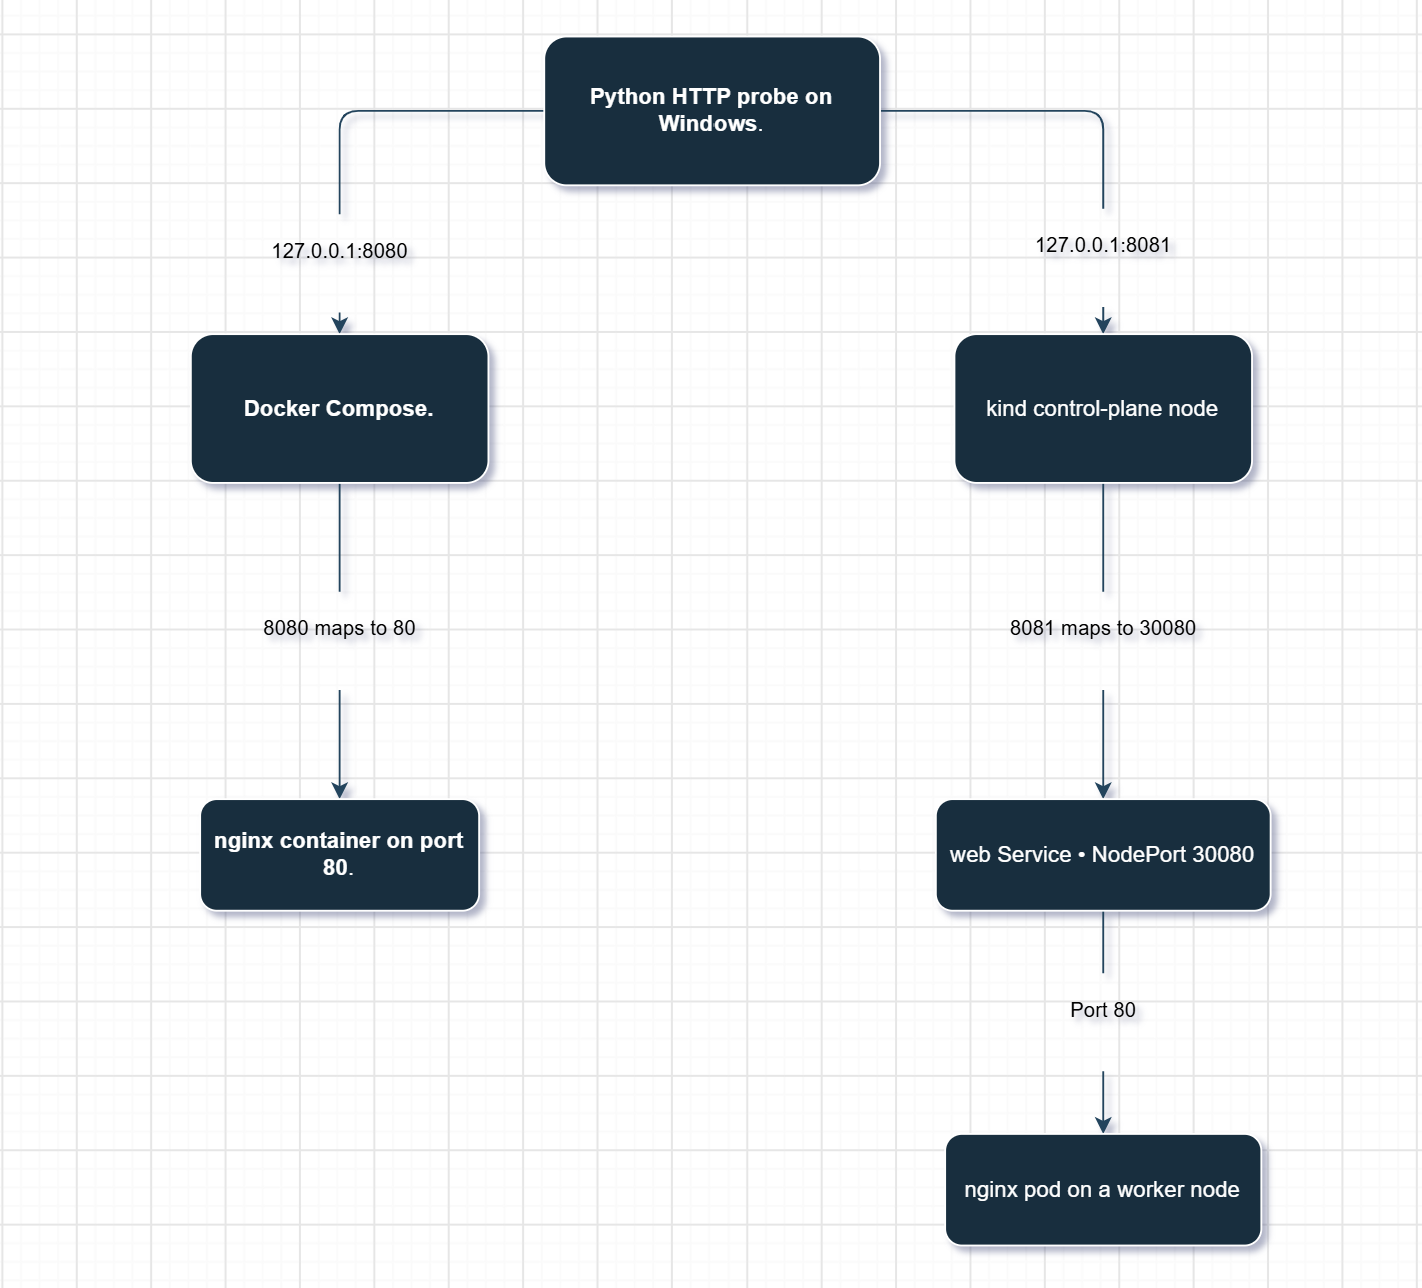 Python HTTP probe on
Windows.
127.0.0.1:8080
127.0.0.1:8081
Docker Compose.
kind control-plane node
8080 maps to 80
8081 maps to 30080
nginx container on port
80.
web Service • NodePort 30080
Port 80
nginx pod on a worker node